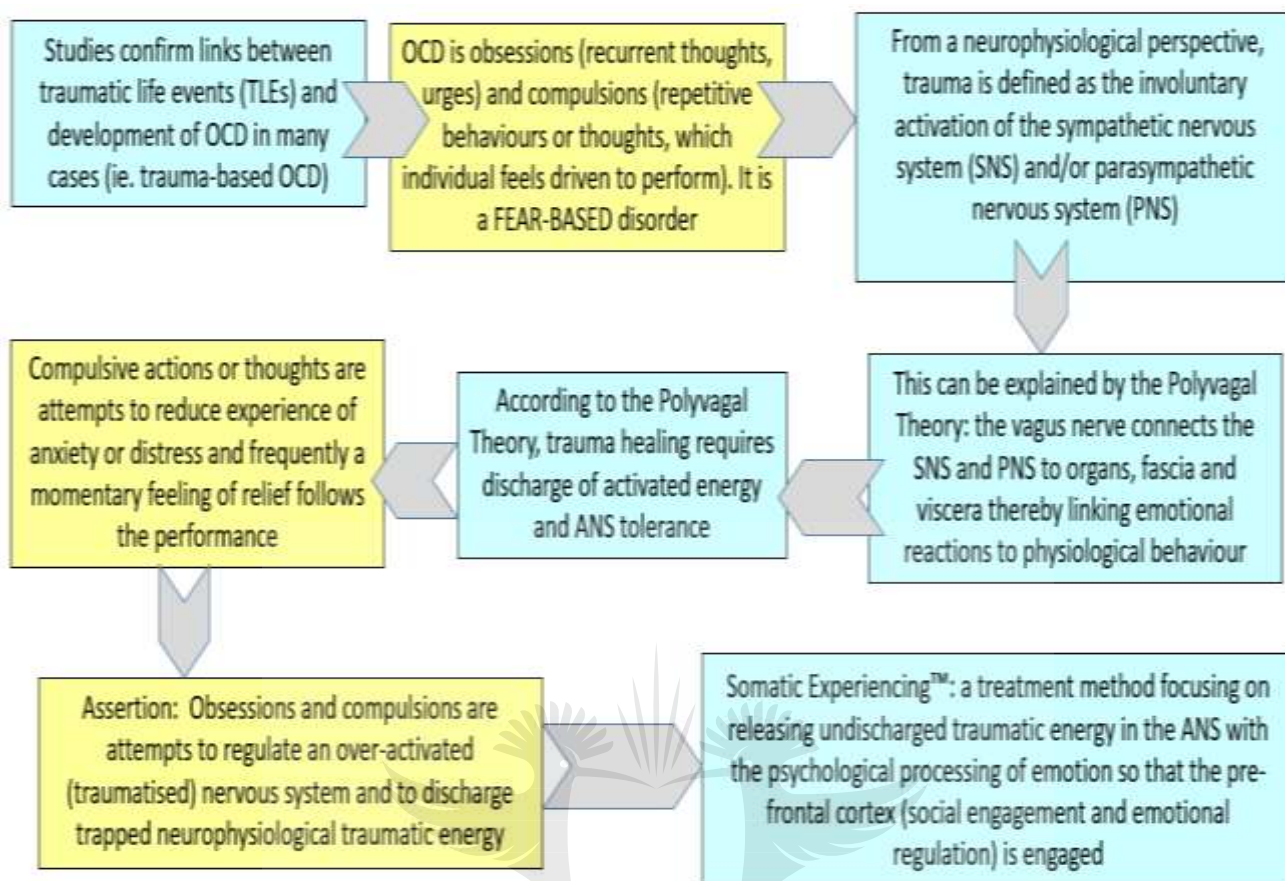 Studies confirm links between
traumatic life events (TLEs) and
development of OCD in many
cases (ie. trauma-based OCD)
OCD is obsessions (recurrent thoughts,
urges) and compulsions (repetitive
behaviours or thoughts, which
individual feels driven to perform). It is
a FEAR-BASED disorder
From a neurophysiological perspective,
trauma is defined as the involuntary
activation of the sympathetic nervous
system (SNS) and/or parasympathetic
nervous system (PNS)
This can be explained by the Polyvagal
Theory: the vagus nerve connects the
SNS and PNS to organs, fascia and
viscera thereby linking emotional
reactions to physiological behaviour
According to the Polyvagal
Theory, trauma healing requires
discharge of activated energy
and ANS tolerance
Compulsive actions or thoughts are
attempts to reduce experience of
anxiety or distress and frequently a
momentary feeling of relief follows
the performance
Assertion: Obsessions and compulsions are
attempts to regulate an over-activated
(traumatised) nervous system and to discharge
trapped neurophysiological traumatic energy
Somatic Experiencing™: a treatment method focusing on
releasing undischarged traumatic energy in the ANS with
the psychological processing of emotion so that the pre-
frontal cortex (social engagement and emotional
regulation) is engaged